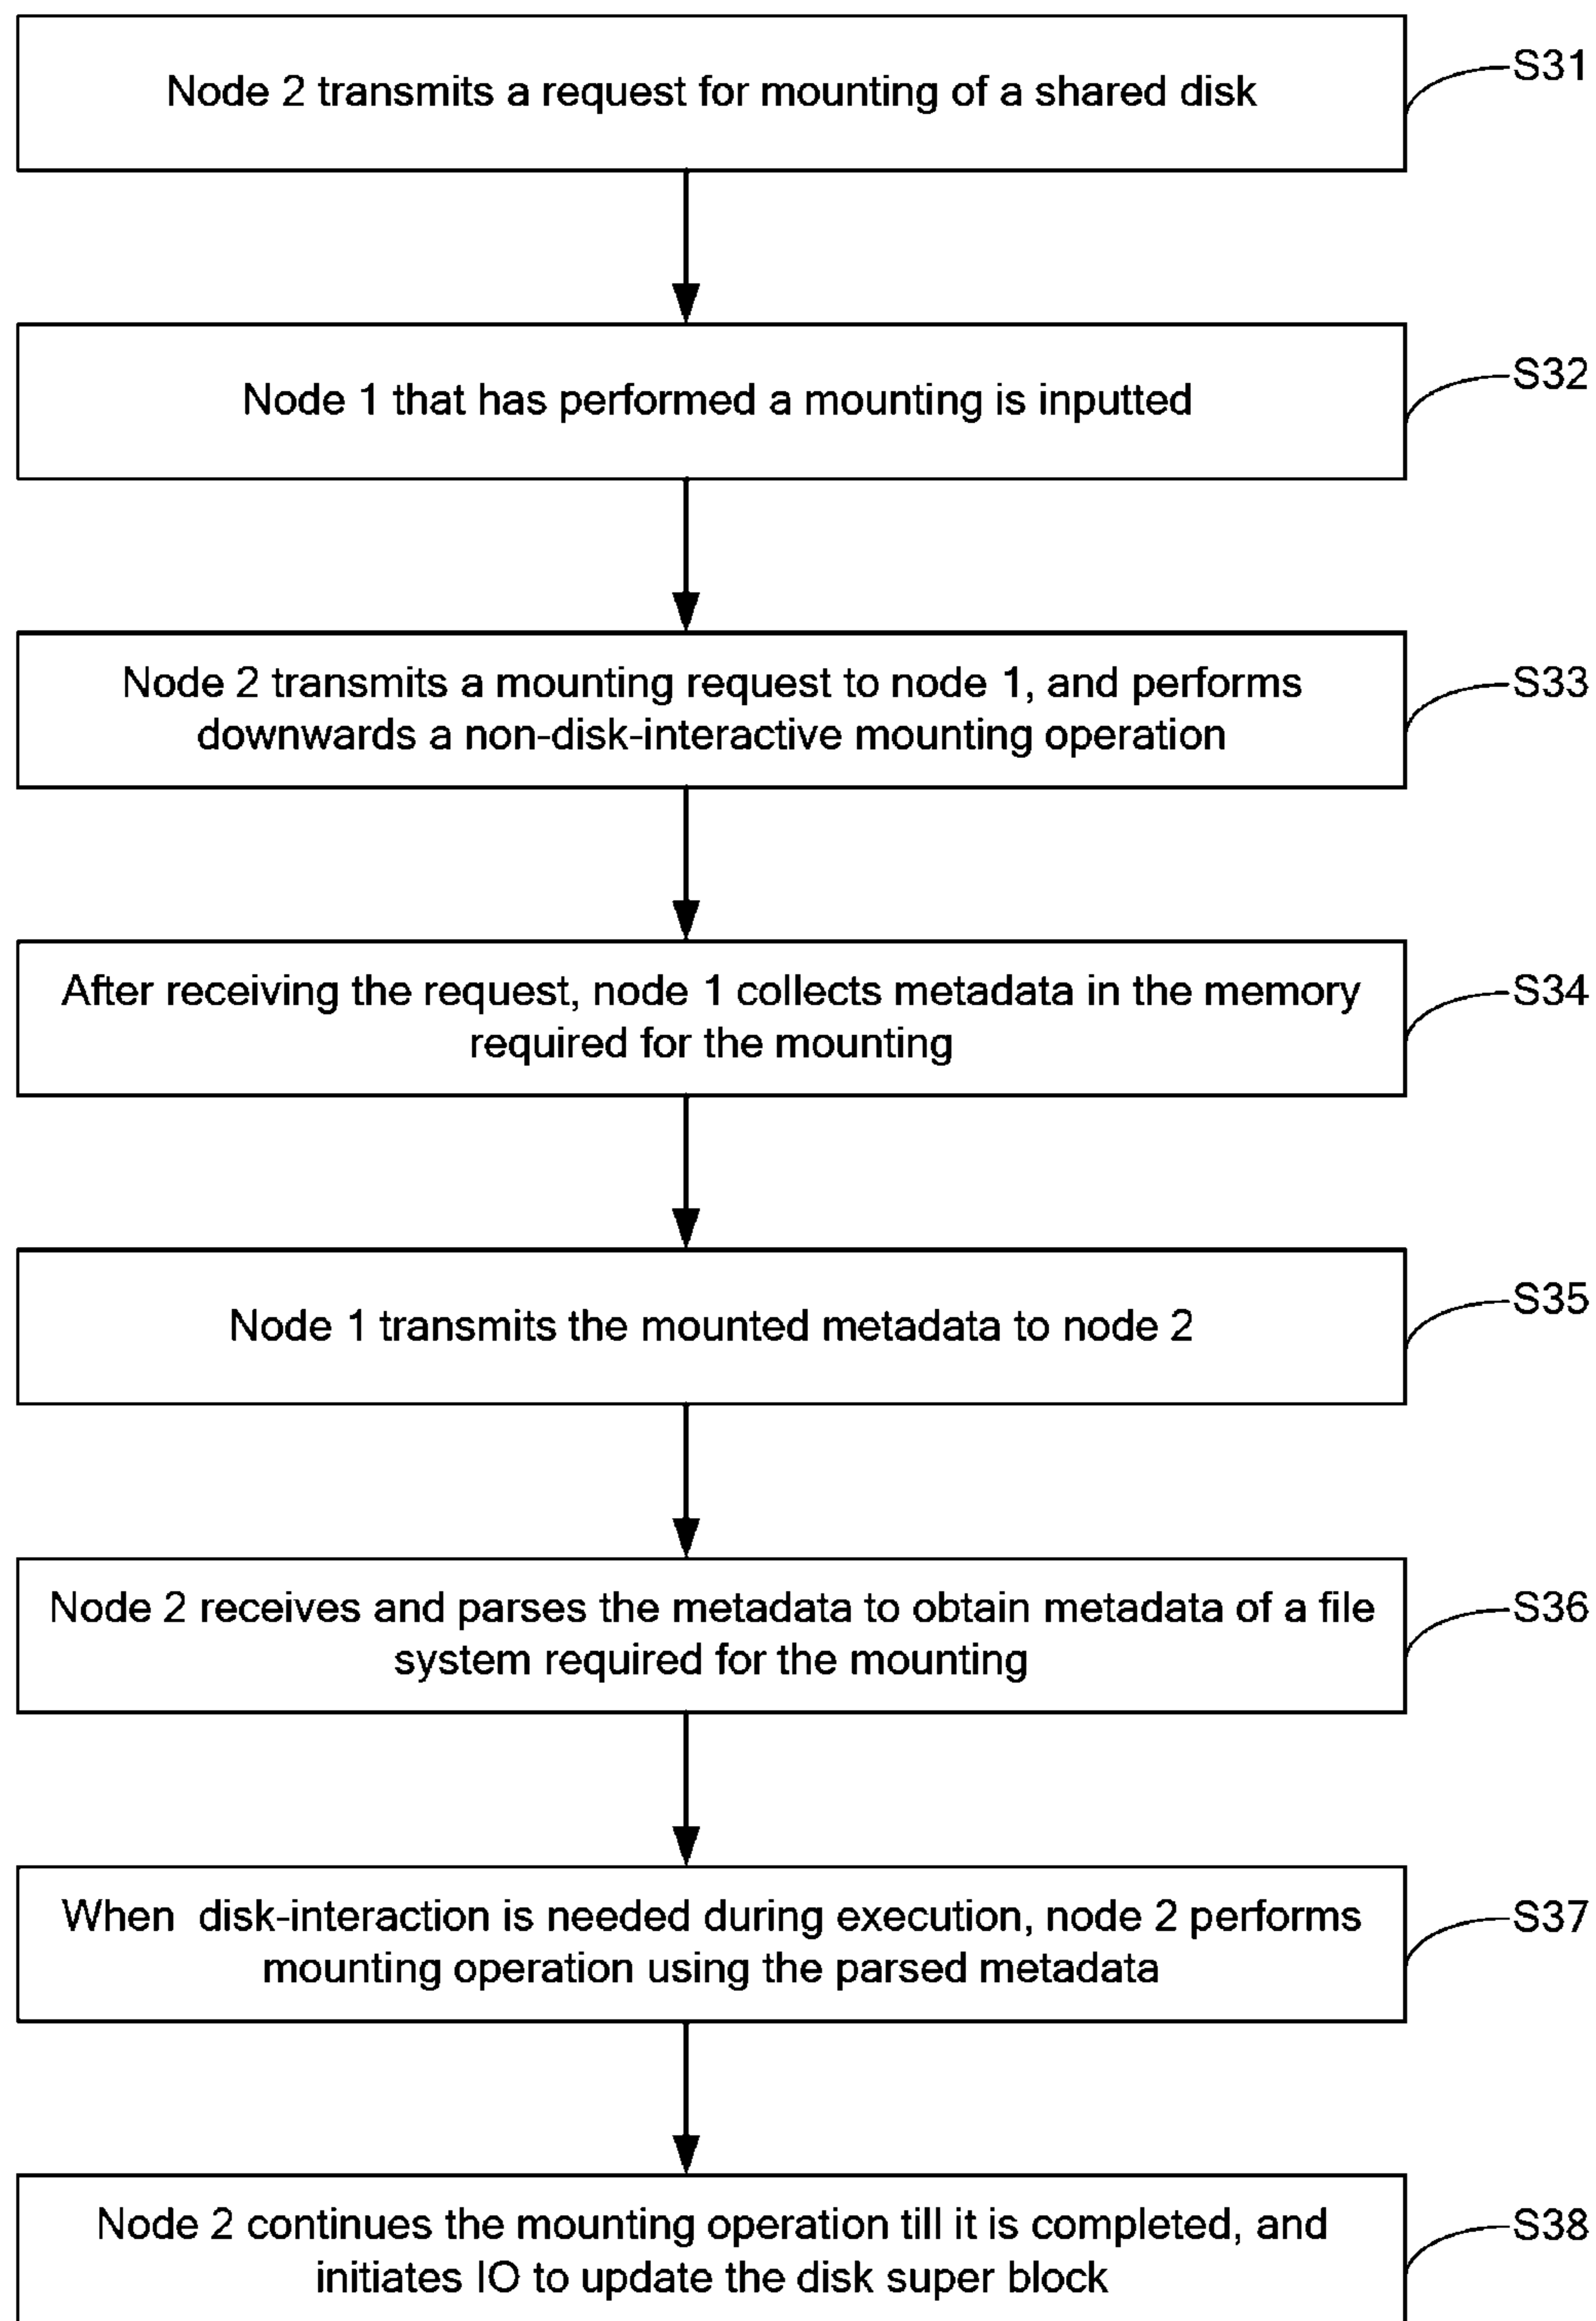 Node 2 transmits a request for mounting of a shared disk
S31
Node 1 that has performed a mounting is inputted
S32
Node 2 transmits a mounting request to node 1, and performs
downwards a non-disk-interactive mounting operation
S33
After receiving the request, node 1 collects metadata in the memory
required for the mounting
S34
Node 1 transmits the mounted metadata to node 2
S35
Node 2 receives and parses the metadata to obtain metadata of a file
system required for the mounting
S36
When disk-interaction is needed during execution, node 2 performs
mounting operation using the parsed metadata
S37
Node 2 continues the mounting operation till it is completed, and
initiates IO to update the disk super block
S38